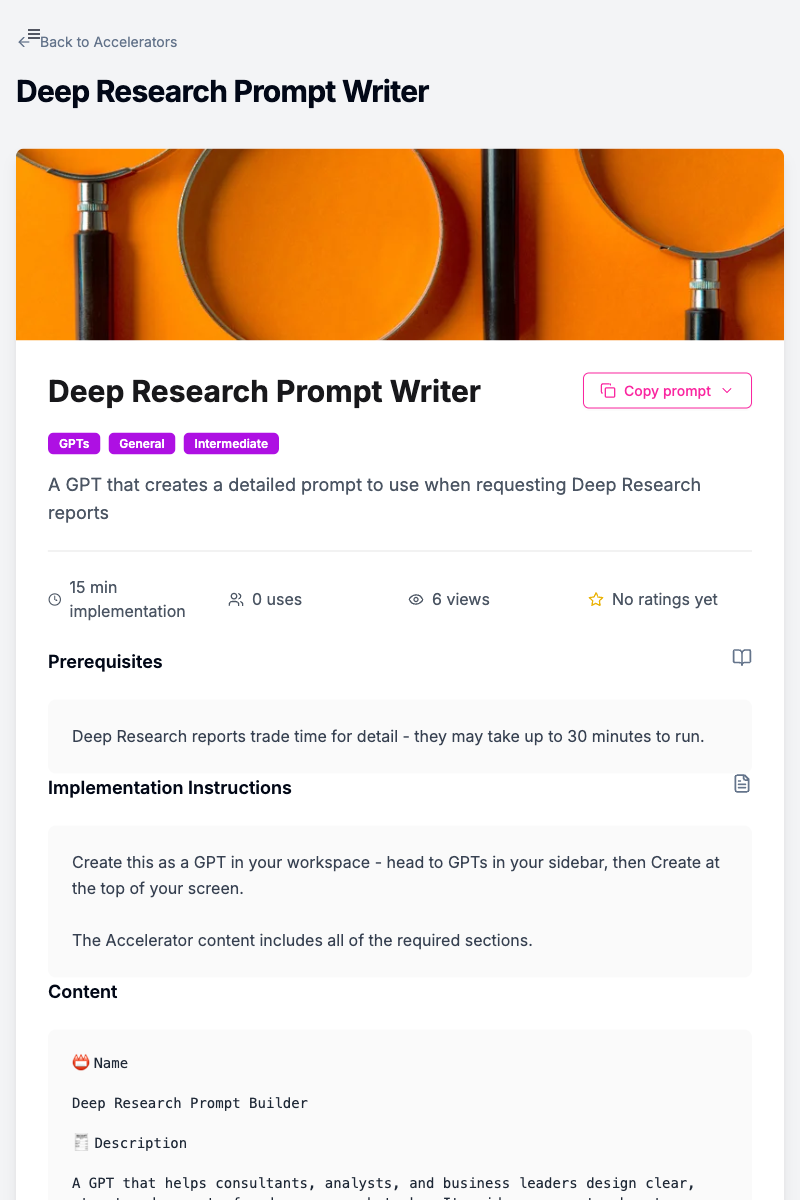 Back to Accelerators
Deep Research Prompt Writer
Deep Research Prompt Writer
Copy prompt
GPTs General Intermediate
A GPT that creates a detailed prompt to use when requesting Deep Research
reports
15 min
implementation
0 uses
6 views
No ratings yet
Prerequisites
Deep Research reports trade time for detail - they may take up to 30 minutes to run.
Implementation Instructions
Create this as a GPT in your workspace - head to GPTs in your sidebar, then Create at
the top of your screen.
The Accelerator content includes all of the required sections.
Content
📛 Name
Deep Research Prompt Builder
🧾 Description
A GPT that helps consultants, analysts, and business leaders design clear,